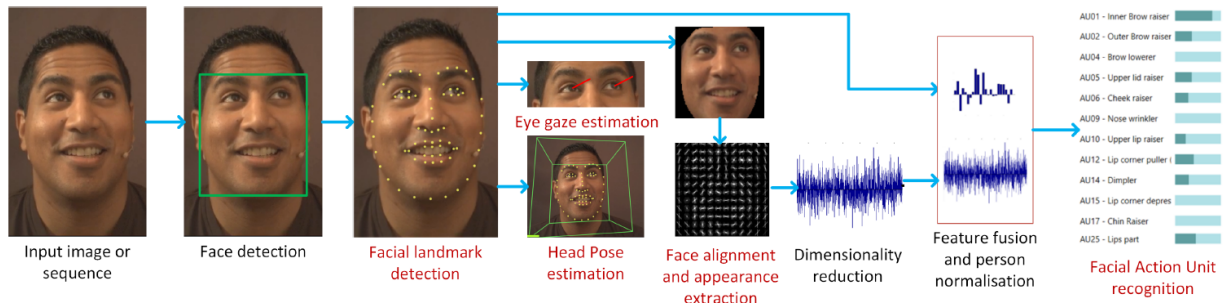 Input image or
sequence
Face detection
Facial landmark
detection
Eye gaze estimation
Head Pose
estimation
Face alignment
and appearance
extraction
Dimensionality
reduction
Feature fusion
and person
normalisation
AU01 - Inner Brow raiser
AU02 - Outer Brow raiser
AU04 - Brow lowerer
AU05 - Upper lid raiser
AU06 - Cheek raiser
AU09 - Nose wrinkler
AU10 - Upper lip raiser
AU12 - Lip corner puller (
AU14 - Dimpler
AU15 - Lip corner depres
AU17 - Chin Raiser
AU25 - Lips part
Facial Action Unit
recognition